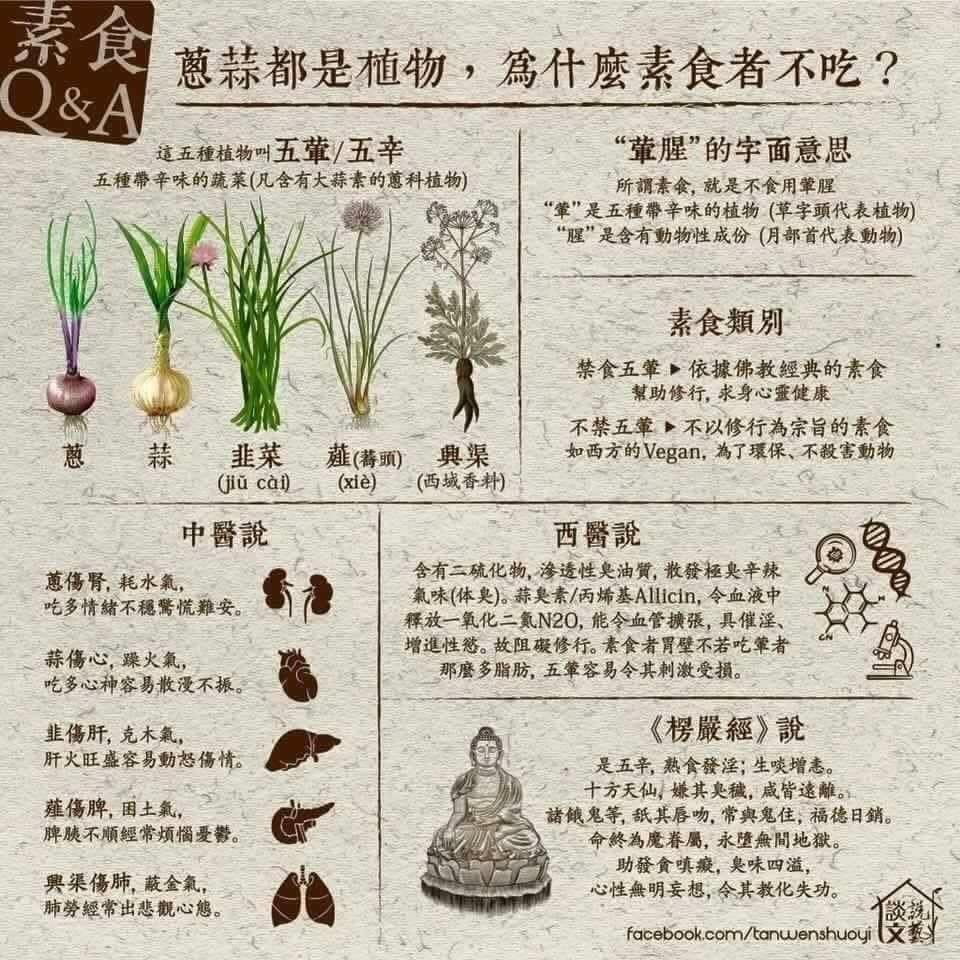 素食
Q&A
蔥蒜都是植物，為什麼素食者不吃？
這五種植物叫五葷/五辛
五種帶辛味的蔬菜(凡含有大蒜素的蔥科植物)
蔥
蒜
韭菜
(jiŭ cài)
薤(蕎頭)
(xiè)
興渠
(西域香料)
“葷腥”的字面意思
所謂素食, 就是不食用葷腥
“葷”是五種帶辛味的植物 (草字頭代表植物)
“腥”是含有動物性成份 (月部首代表動物)
素食類別
禁食五葷 ▶ 依據佛教經典的素食
幫助修行, 求身心靈健康
不禁五葷 ▶ 不以修行為宗旨的素食
如西方的Vegan, 為了環保、不殺害動物
中醫說
蔥傷腎, 耗水氣,
吃多情緒不穩驚慌難安。
蒜傷心, 躁火氣,
吃多心神容易散漫不振。
韭傷肝, 克木氣,
肝火旺盛容易動怒傷情。
薤傷脾, 困土氣,
脾胰不順經常煩惱憂鬱。
興渠傷肺, 蔽金氣,
肺勞經常出悲觀心態。
西醫說
含有二硫化物, 滲透性臭油質, 散發極臭辛辣
氣味(体臭)。蒜臭素/丙烯基Allicin, 令血液中
釋放一氧化二氮N2O, 能令血管擴張, 具催淫、
增進性慾。故阻礙修行。素食者胃壁不若吃葷者
那麼多脂肪, 五葷容易令其刺激受損。
《楞嚴經》說
是五辛, 熟食發淫; 生啖增恚。
十方天仙, 嫌其臭穢, 咸皆遠離。
諸餓鬼等, 舐其唇吻, 常與鬼住, 福德日銷。
命終為魔眷屬, 永墮無間地獄。
助發貪嗔癡, 臭味四溢,
心性無明妄想, 令其教化失功。
facebook.com/tanwenshuoyi
談文
說藝